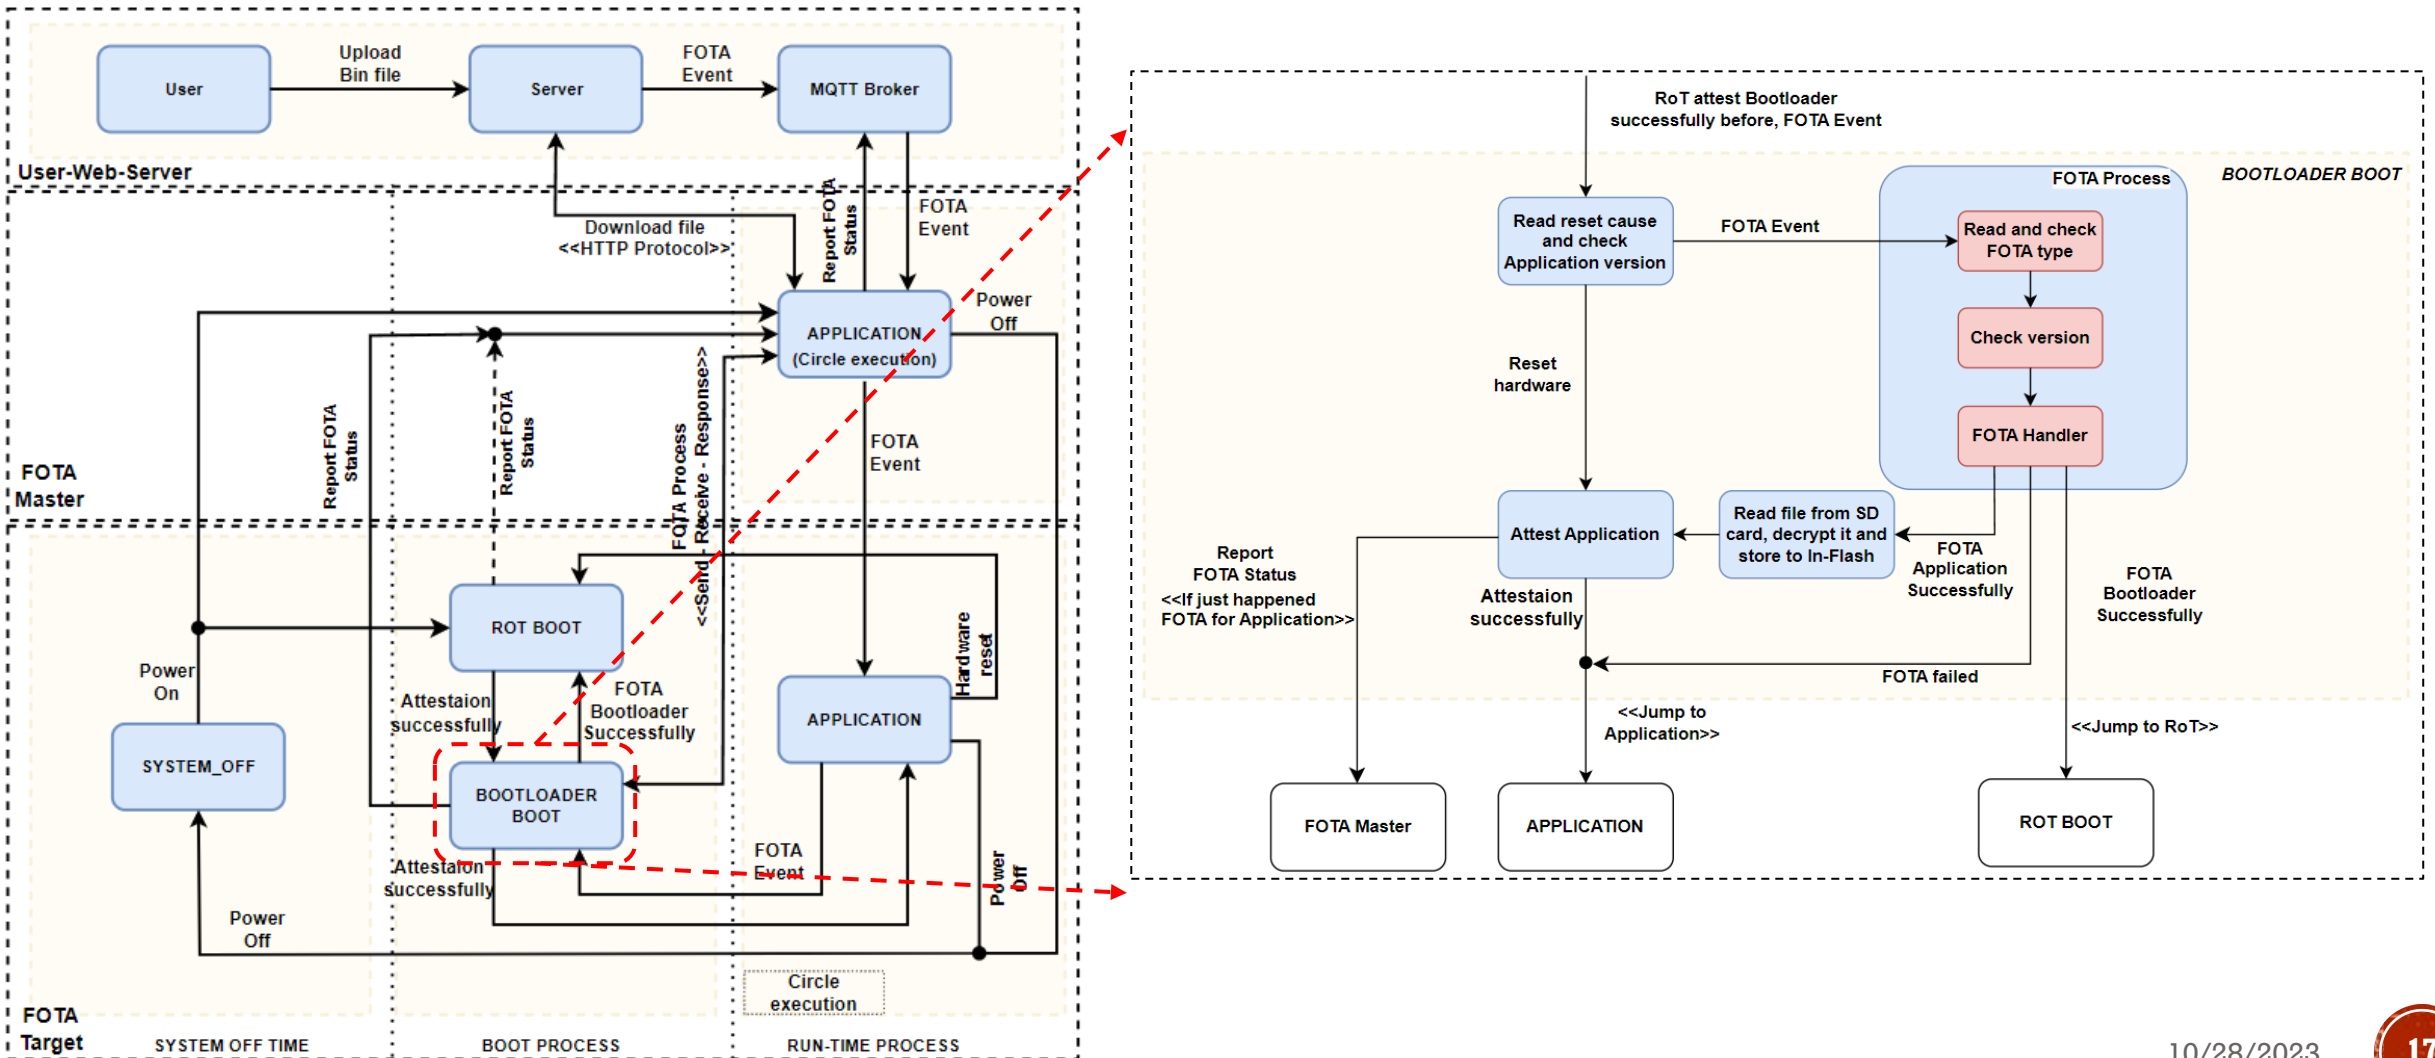 User
Upload
Bin file
Server
FOTA
Event
MQTT Broker
User-Web-Server
Download file
<<HTTP Protocol>>
Report FOTA
Status
FOTA
Event
Power
Off
APPLICATION
(Circle execution)
Report FOTA
Status
Report FOTA
Status
FOTA Process
<<Send - Receive - Response>>
FOTA
Event
FOTA
Master
ROT BOOT
Hardware
reset
Power
On
Attestaion
successfully
FOTA
Bootloader
Successfully
APPLICATION
SYSTEM_OFF
BOOTLOADER
BOOT
FOTA
Event
Attestaion
successfully
Power
Off
Power
Off
Circle
execution
FOTA
Target
SYSTEM OFF TIME
BOOT PROCESS
RUN-TIME PROCESS
RoT attest Bootloader
successfully before, FOTA Event
BOOTLOADER BOOT
FOTA Process
Read reset cause
and check
Application version
FOTA Event
Read and check
FOTA type
Check version
Reset
hardware
FOTA Handler
Attest Application
Read file from SD
card, decrypt it and
store to In-Flash
FOTA
Application
Successfully
FOTA
Bootloader
Successfully
Report
FOTA Status
<<If just happened
FOTA for Application>>
Attestaion
successfully
FOTA failed
<<Jump to
Application>>
<<Jump to RoT>>
FOTA Master
APPLICATION
ROT BOOT
10/28/2023
17